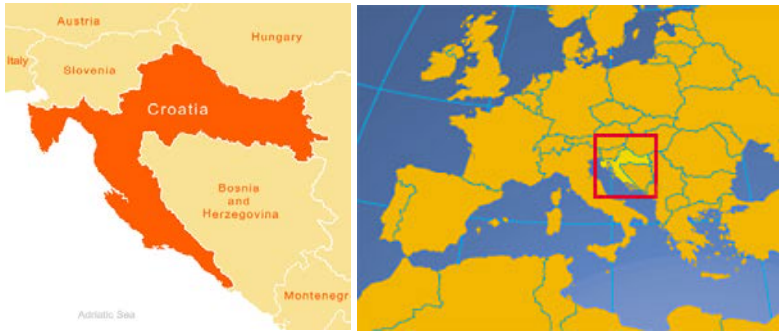 Austria
Hungary
Italy
Slovenia
Croatia
Bosnia
and
Herzegovina
Montenegr
Adriatic Sea